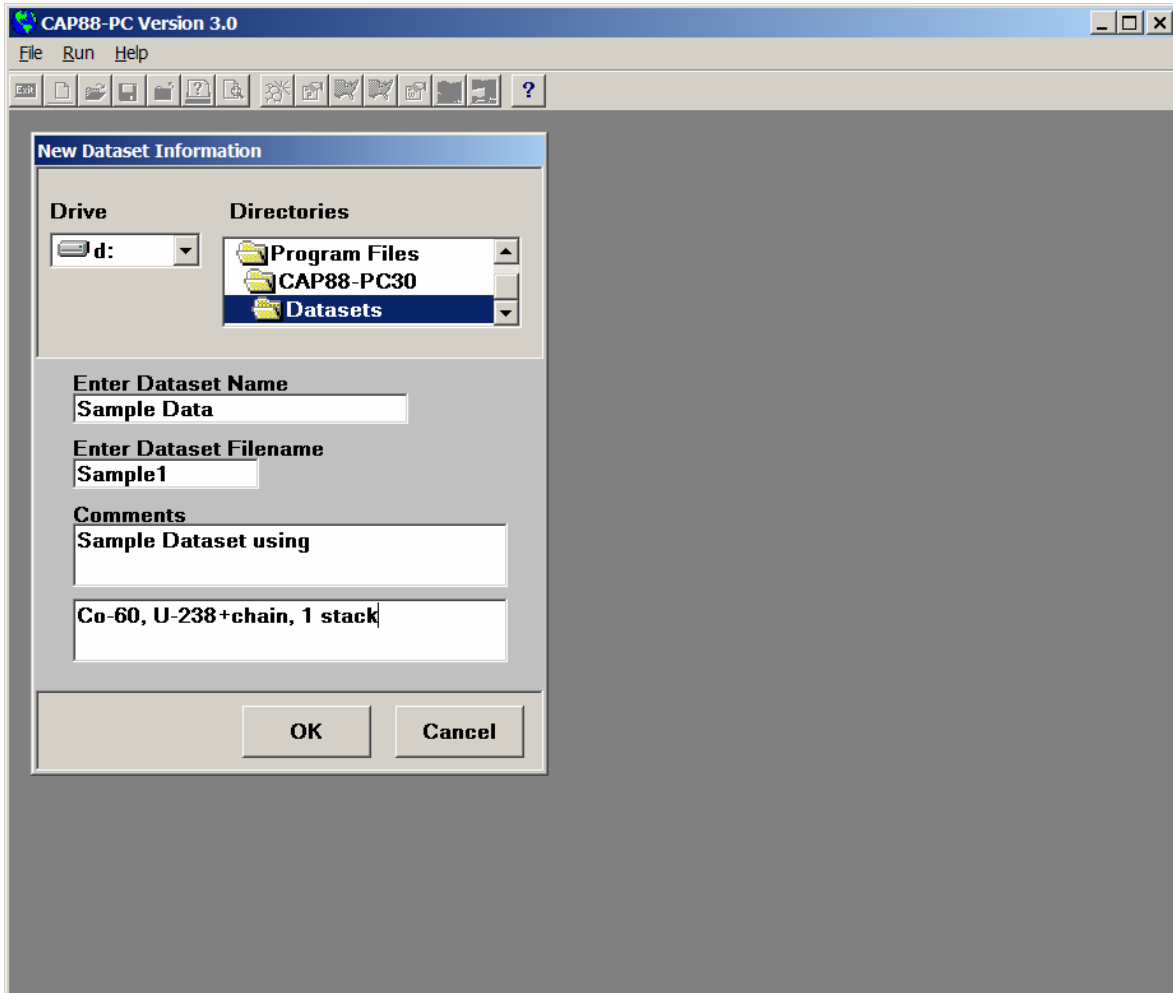 CAP88-PC Version 3.0
File Run Help
Exit ? ?
New Dataset Information
Drive Directories
d:
Program Files
CAP88-PC30
Datasets
Enter Dataset Name
Sample Data
Enter Dataset Filename
Sample1
Comments
Sample Dataset using
Co-60, U-238+chain, 1 stack
OK Cancel